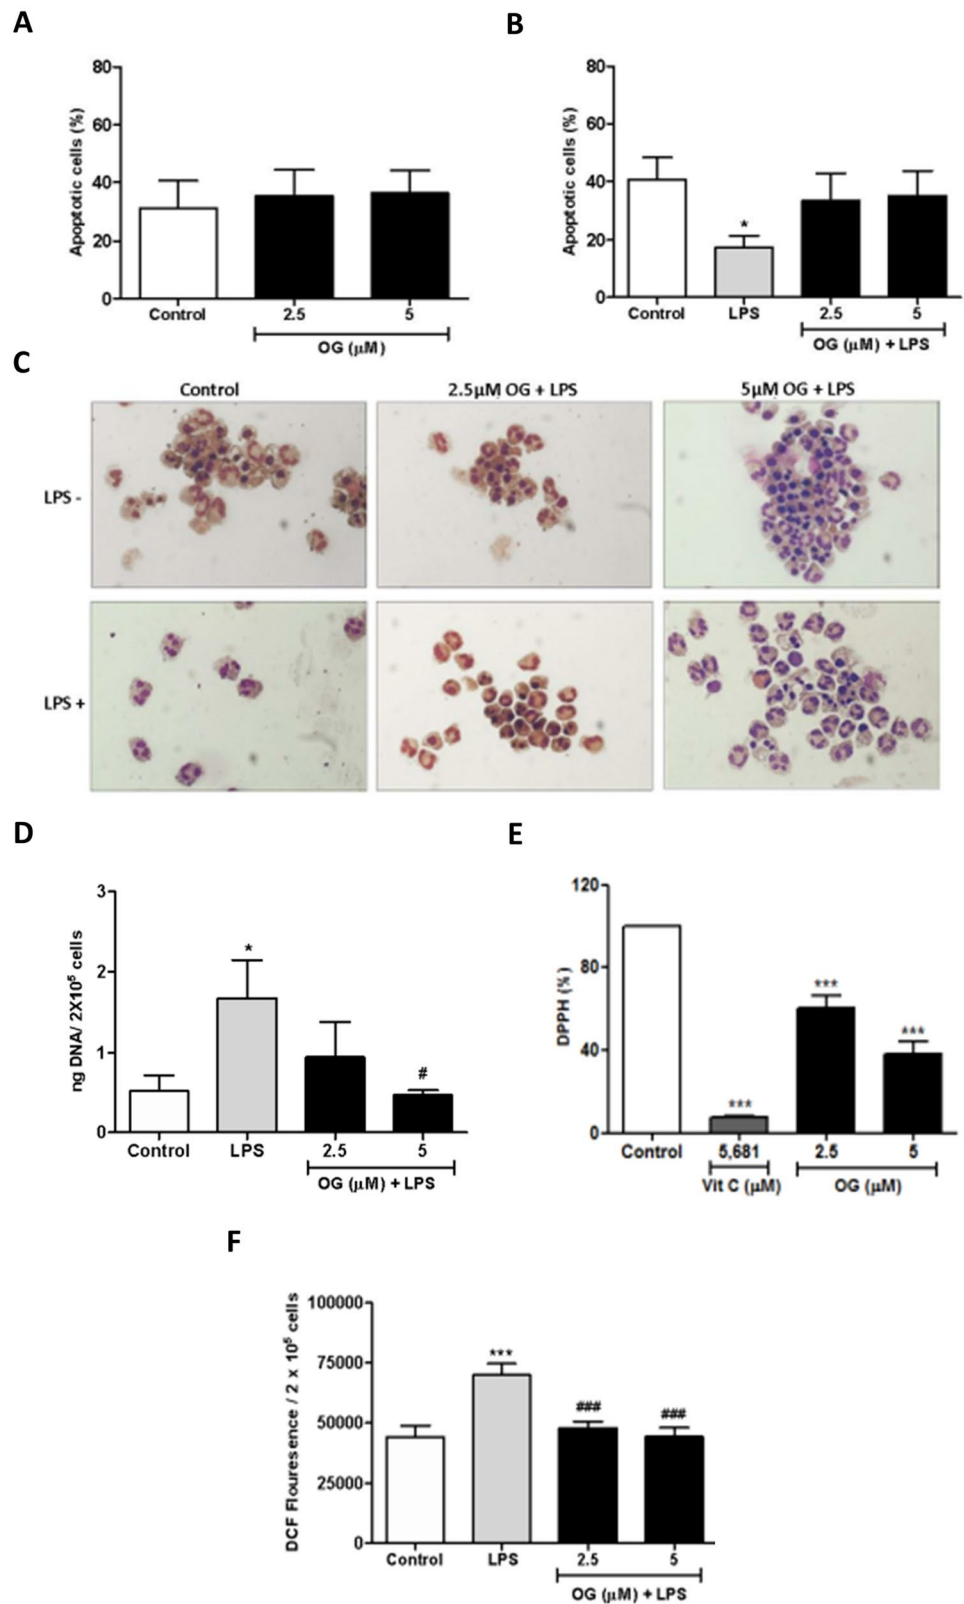 A
B
80
60
40
20
0
Apoptotic cells (%)
Control
2.5
5
OG (μM)
80
60
40
20
0
Apoptotic cells (%)
*
Control
LPS
2.5
5
OG (μM) + LPS
C
Control
2.5μM OG + LPS
5μM OG + LPS
LPS -
LPS +
D
E
3
2
1
0
ng DNA/ 2X10⁵ cells
*
#
Control
LPS
2.5
5
OG (μM) + LPS
120
80
40
0
DPPH (%)
***
***
***
Control
5,681
2.5
5
Vit C (μM)
OG (μM)
F
100000
75000
50000
25000
0
DCF Flouresence / 2 x 10⁵ cells
***
###
###
Control
LPS
2.5
5
OG (μM) + LPS